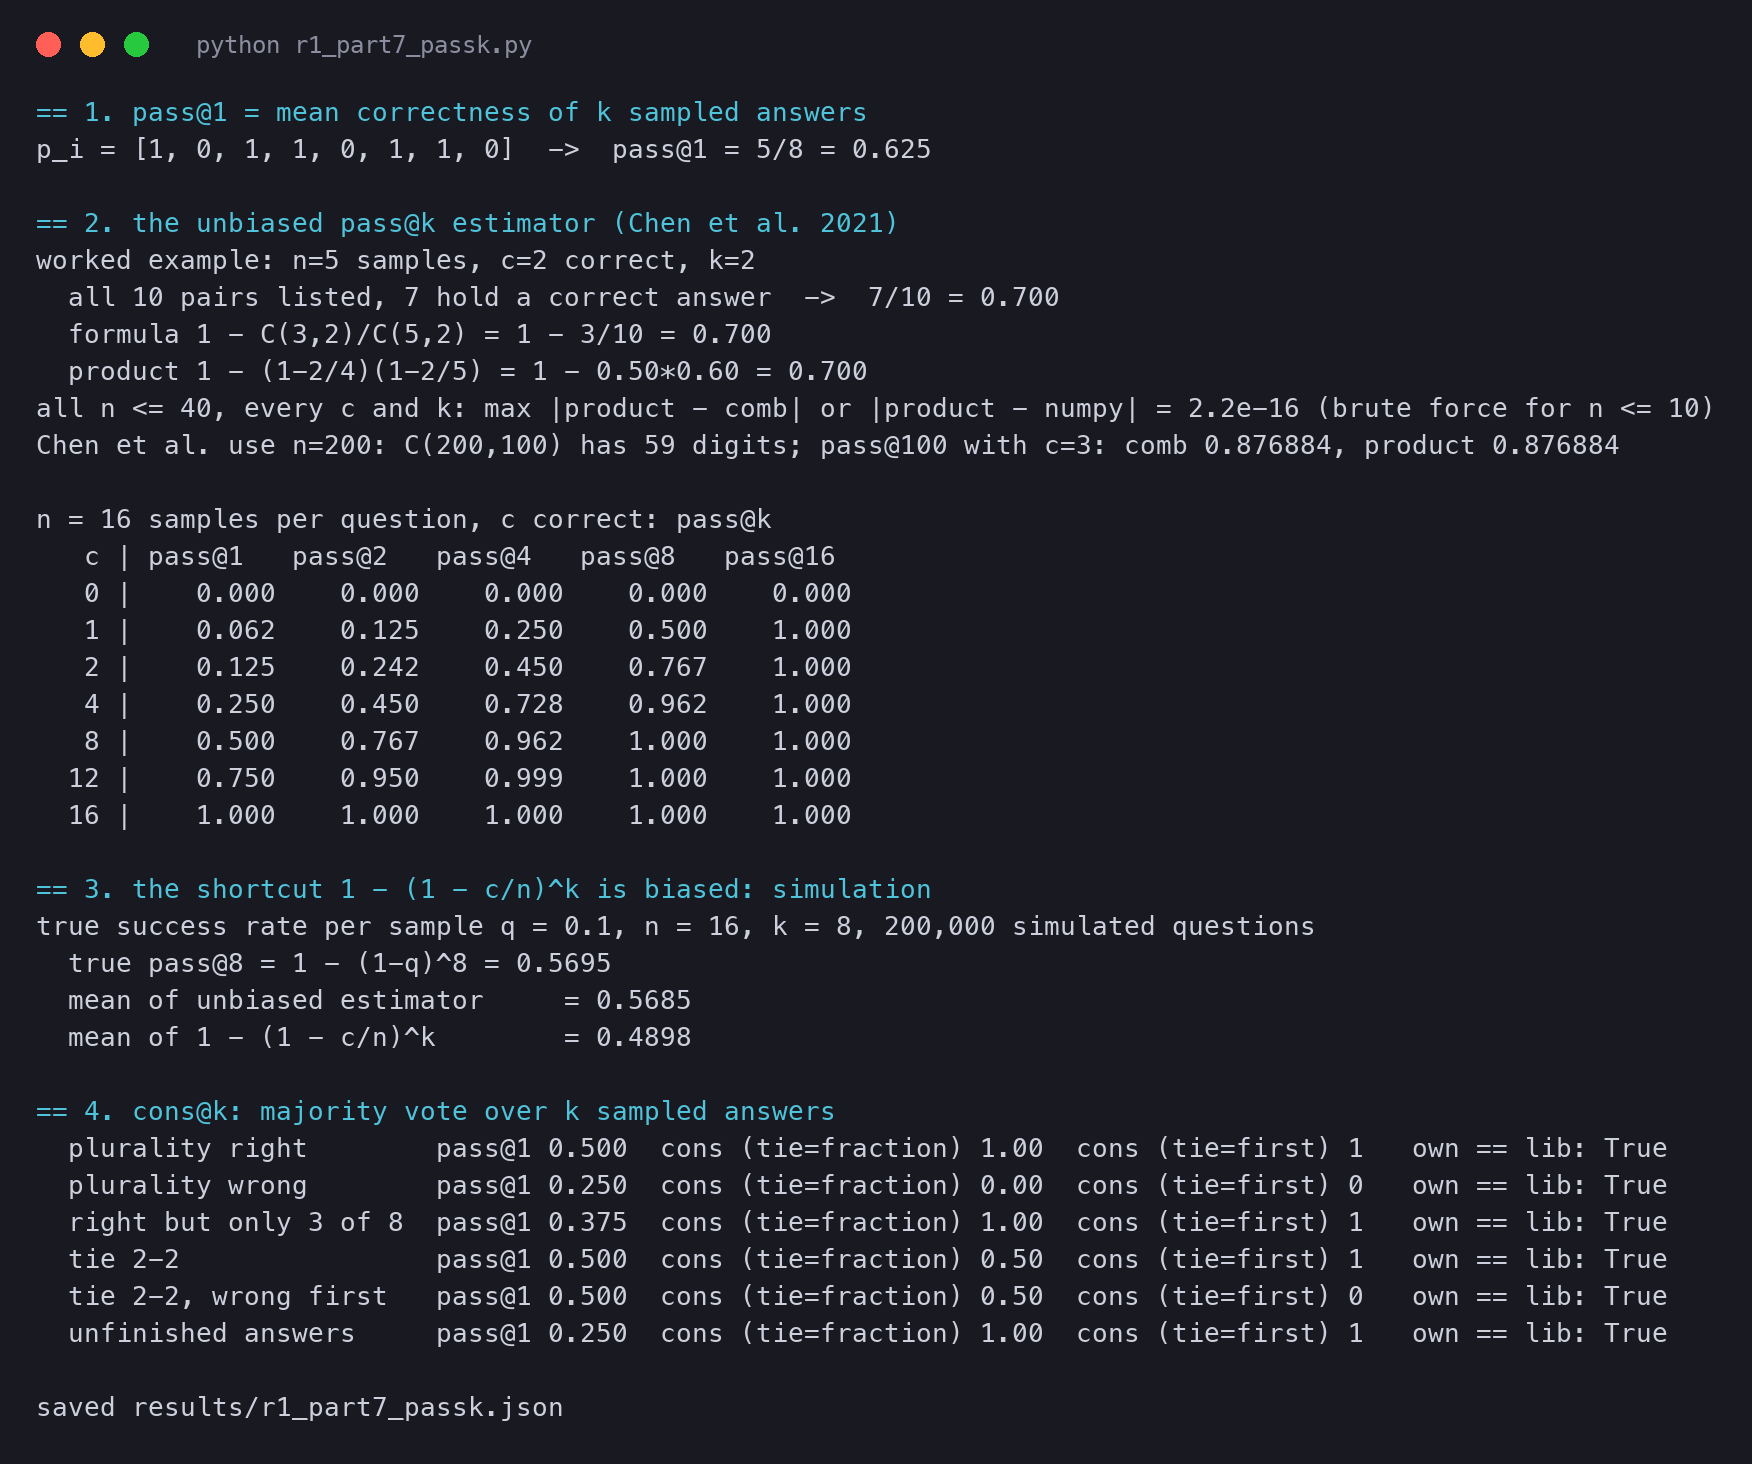 python r1_part7_passk.py
== 1. pass@1 = mean correctness of k sampled answers
p_i = [1, 0, 1, 1, 0, 1, 1, 0]  −>  pass@1 = 5/8 = 0.625
== 2. the unbiased pass@k estimator (Chen et al. 2021)
worked example: n=5 samples, c=2 correct, k=2
  all 10 pairs listed, 7 hold a correct answer  −>  7/10 = 0.700
  formula 1 − C(3,2)/C(5,2) = 1 − 3/10 = 0.700
  product 1 − (1−2/4)(1−2/5) = 1 − 0.50*0.60 = 0.700
all n <= 40, every c and k: max |product − comb| or |product − numpy| = 2.2e−16 (brute force for n <= 10)
Chen et al. use n=200: C(200,100) has 59 digits; pass@100 with c=3: comb 0.876884, product 0.876884
n = 16 samples per question, c correct: pass@k
   c | pass@1   pass@2   pass@4   pass@8   pass@16
   0 |    0.000    0.000    0.000    0.000    0.000
   1 |    0.062    0.125    0.250    0.500    1.000
   2 |    0.125    0.242    0.450    0.767    1.000
   4 |    0.250    0.450    0.728    0.962    1.000
   8 |    0.500    0.767    0.962    1.000    1.000
  12 |    0.750    0.950    0.999    1.000    1.000
  16 |    1.000    1.000    1.000    1.000    1.000
== 3. the shortcut 1 − (1 − c/n)^k is biased: simulation
true success rate per sample q = 0.1, n = 16, k = 8, 200,000 simulated questions
  true pass@8 = 1 − (1−q)^8 = 0.5695
  mean of unbiased estimator     = 0.5685
  mean of 1 − (1 − c/n)^k        = 0.4898
== 4. cons@k: majority vote over k sampled answers
  plurality right        pass@1 0.500  cons (tie=fraction) 1.00  cons (tie=first) 1   own == lib: True
  plurality wrong        pass@1 0.250  cons (tie=fraction) 0.00  cons (tie=first) 0   own == lib: True
  right but only 3 of 8  pass@1 0.375  cons (tie=fraction) 1.00  cons (tie=first) 1   own == lib: True
  tie 2−2                pass@1 0.500  cons (tie=fraction) 0.50  cons (tie=first) 1   own == lib: True
  tie 2−2, wrong first   pass@1 0.500  cons (tie=fraction) 0.50  cons (tie=first) 0   own == lib: True
  unfinished answers     pass@1 0.250  cons (tie=fraction) 1.00  cons (tie=first) 1   own == lib: True
saved results/r1_part7_passk.json